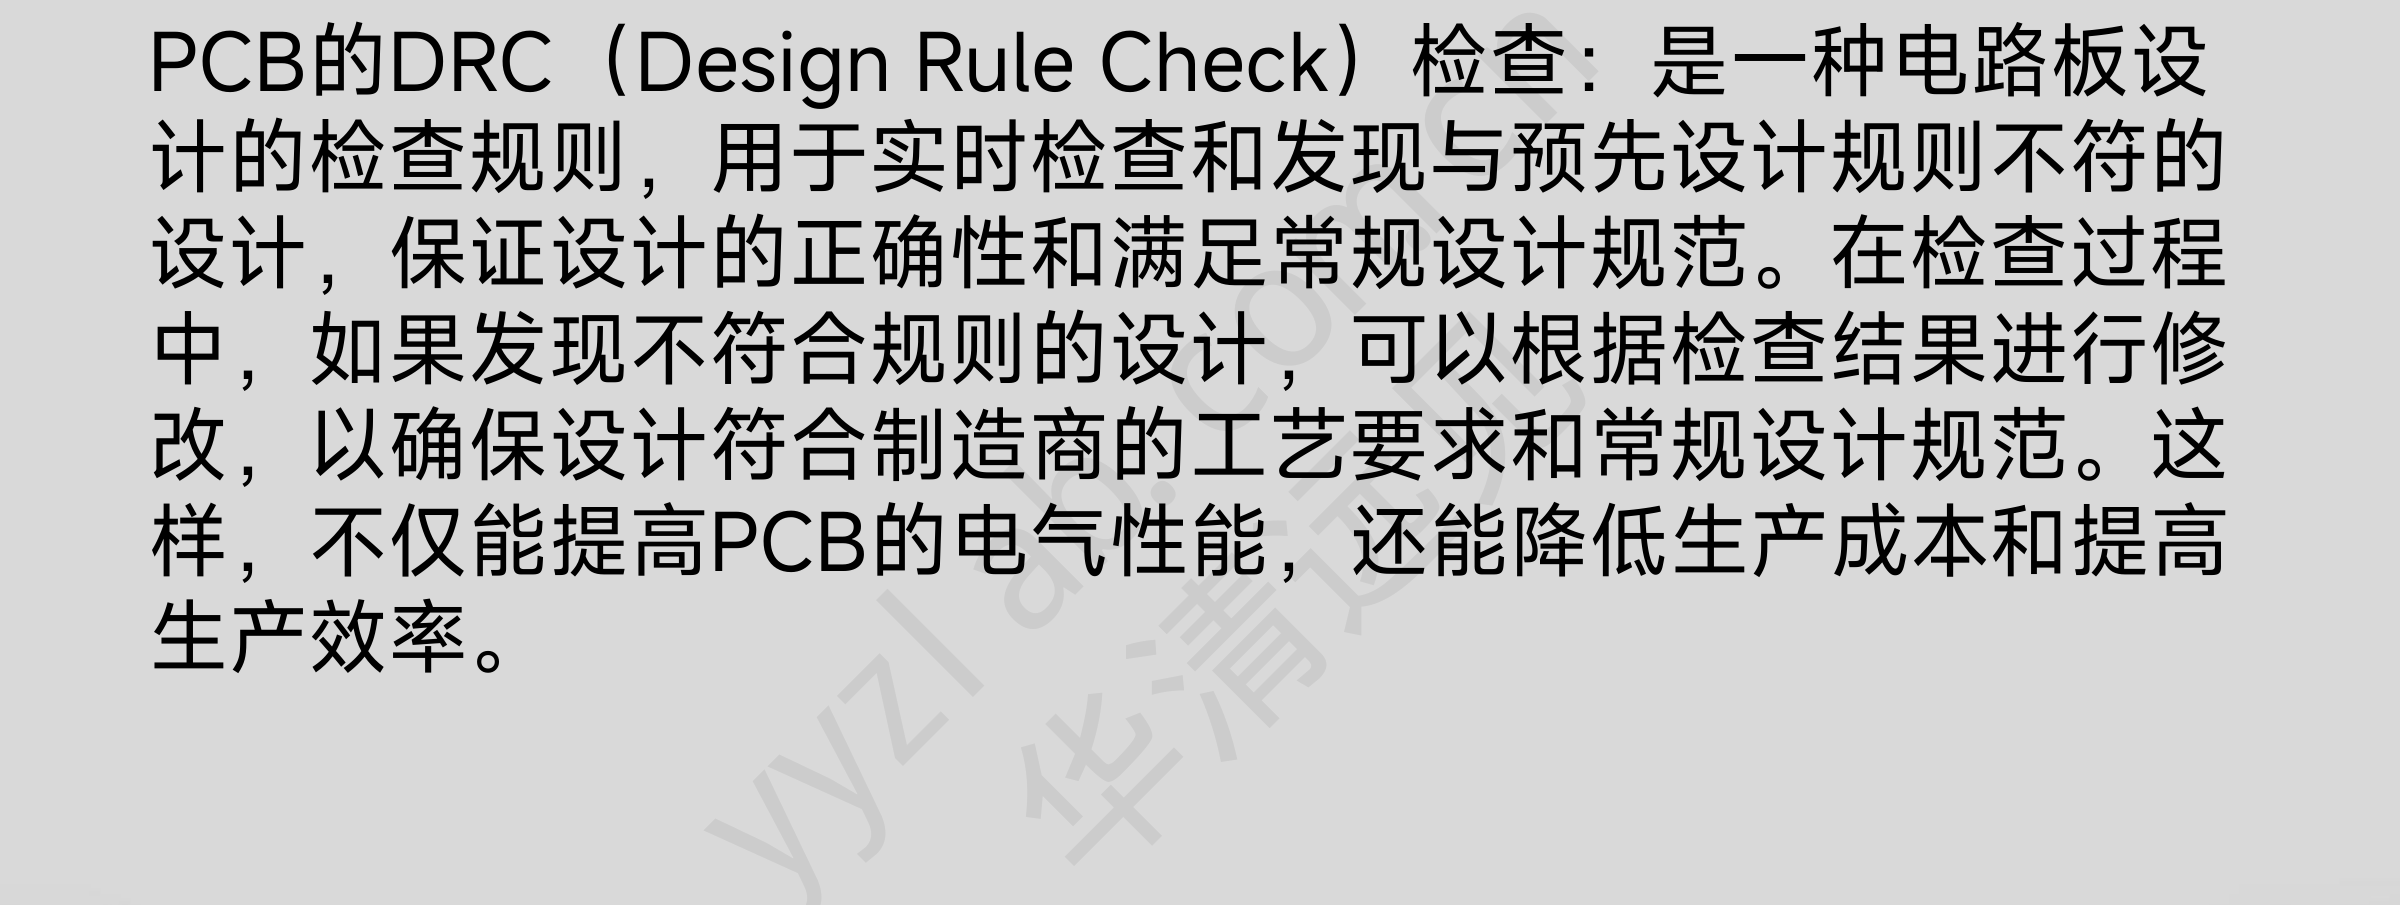 PCB的DRC（Design Rule Check）检查：是一种电路板设
计的检查规则，用于实时检查和发现与预先设计规则不符的
设计，保证设计的正确性和满足常规设计规范。在检查过程
中，如果发现不符合规则的设计，可以根据检查结果进行修
改，以确保设计符合制造商的工艺要求和常规设计规范。这
样，不仅能提高PCB的电气性能，还能降低生产成本和提高
生产效率。
yyzlab.com.cn
华清远见